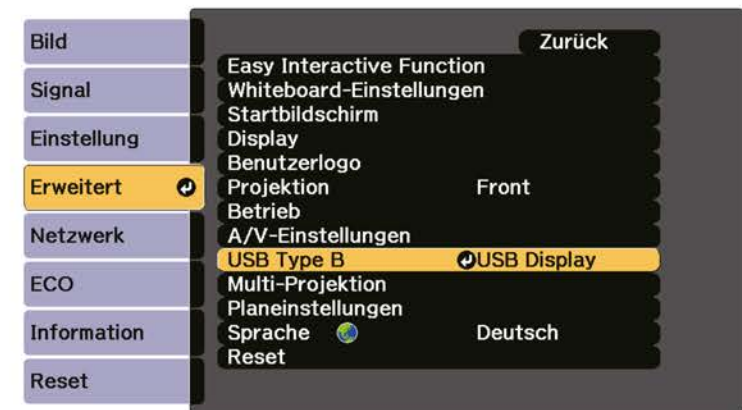 Bild
Signal
Einstellung
Erweitert
Netzwerk
ECO
Information
Reset
Zurück
Easy Interactive Function
Whiteboard-Einstellungen
Startbildschirm
Display
Benutzerlogo
Projektion Front
Betrieb
A/V-Einstellungen
USB Type B USB Display
Multi-Projektion
Planeinstellungen
Sprache Deutsch
Reset